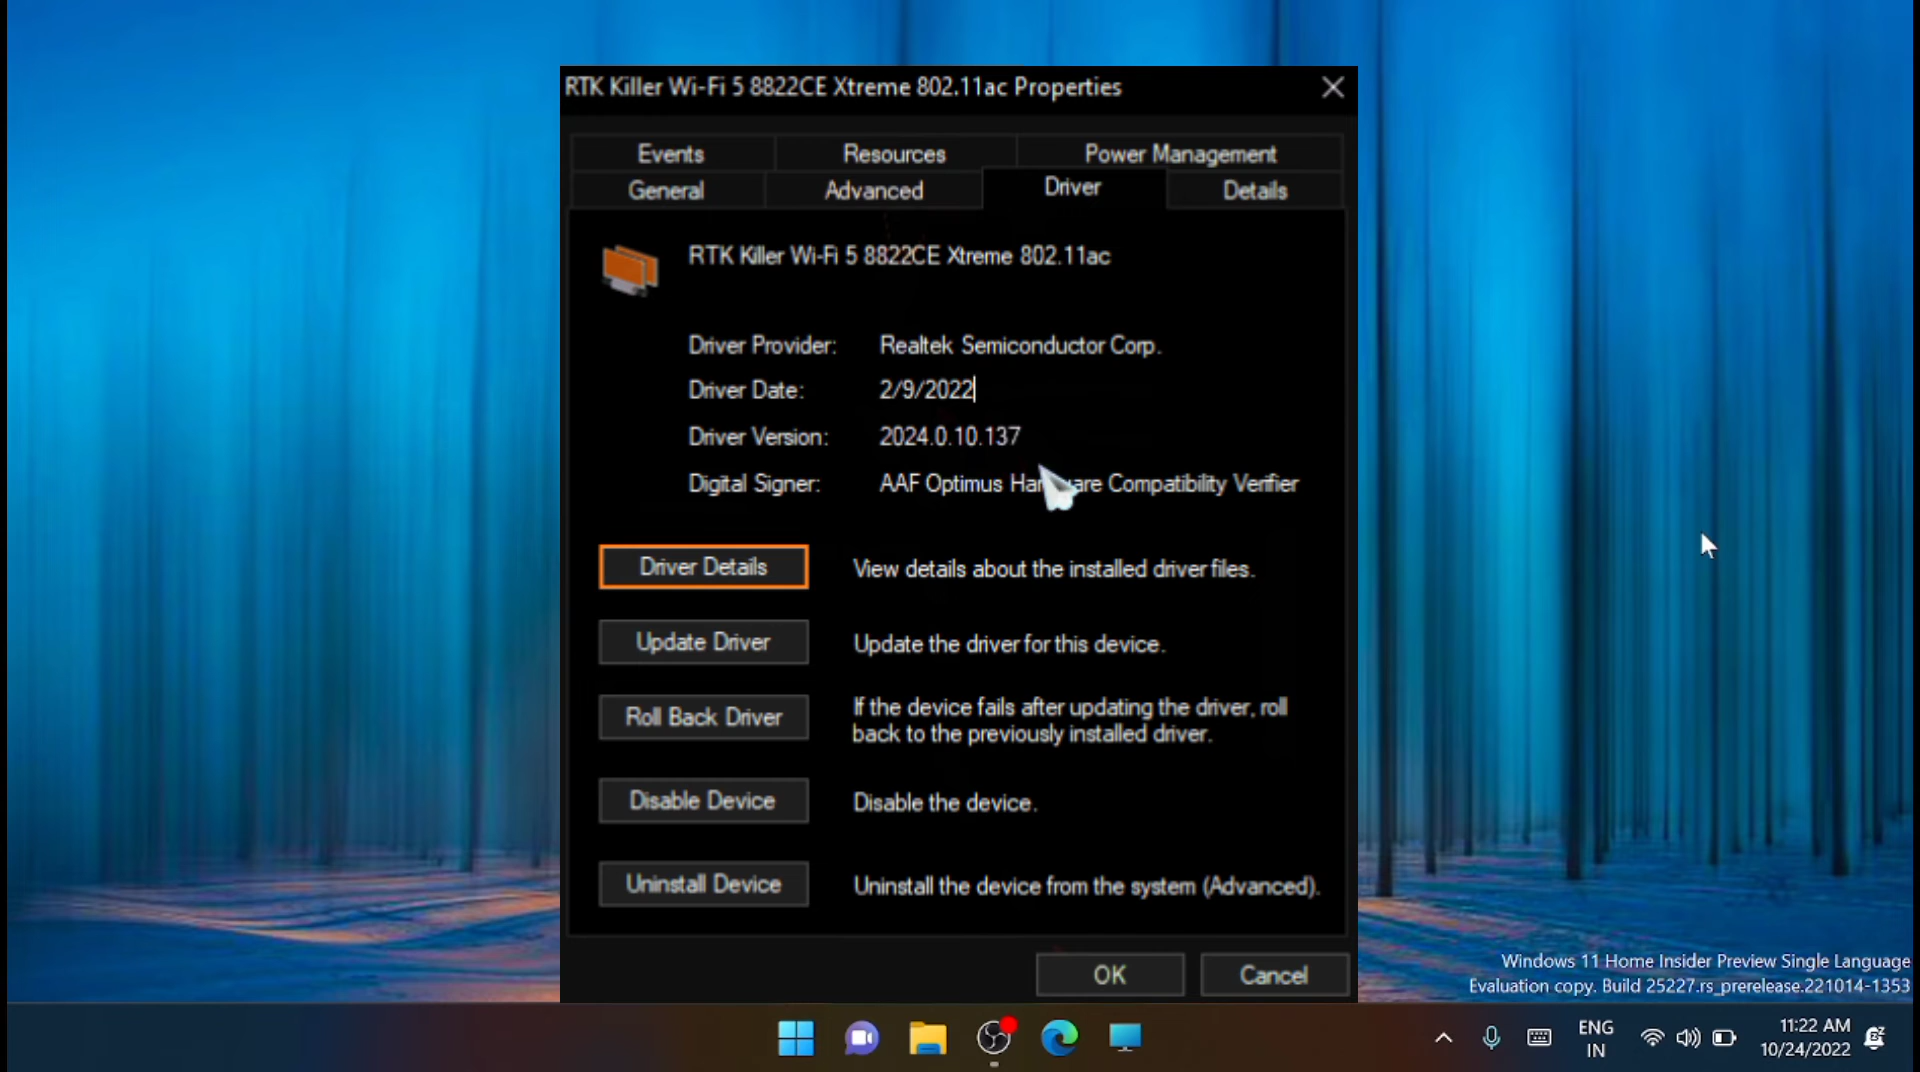 RTK Killer Wi-Fi 5 8822CE Xtreme 802.11ac Properties
Events Resources Power Management
General Advanced Driver Details
RTK Killer Wi-Fi 5 8822CE Xtreme 802.11ac
Driver Provider: Realtek Semiconductor Corp.
Driver Date: 2/9/2022
Driver Version: 2024.0.10.137
Digital Signer: AAF Optimus Hardware Compatibility Verifier
Driver Details View details about the installed driver files.
Update Driver Update the driver for this device.
Roll Back Driver If the device fails after updating the driver, roll
back to the previously installed driver.
Disable Device Disable the device.
Uninstall Device Uninstall the device from the system (Advanced).
OK Cancel
Windows 11 Home Insider Preview Single Language
Evaluation copy. Build 25227.rs_prerelease.221014-1353
ENG 11:22 AM
IN 10/24/2022